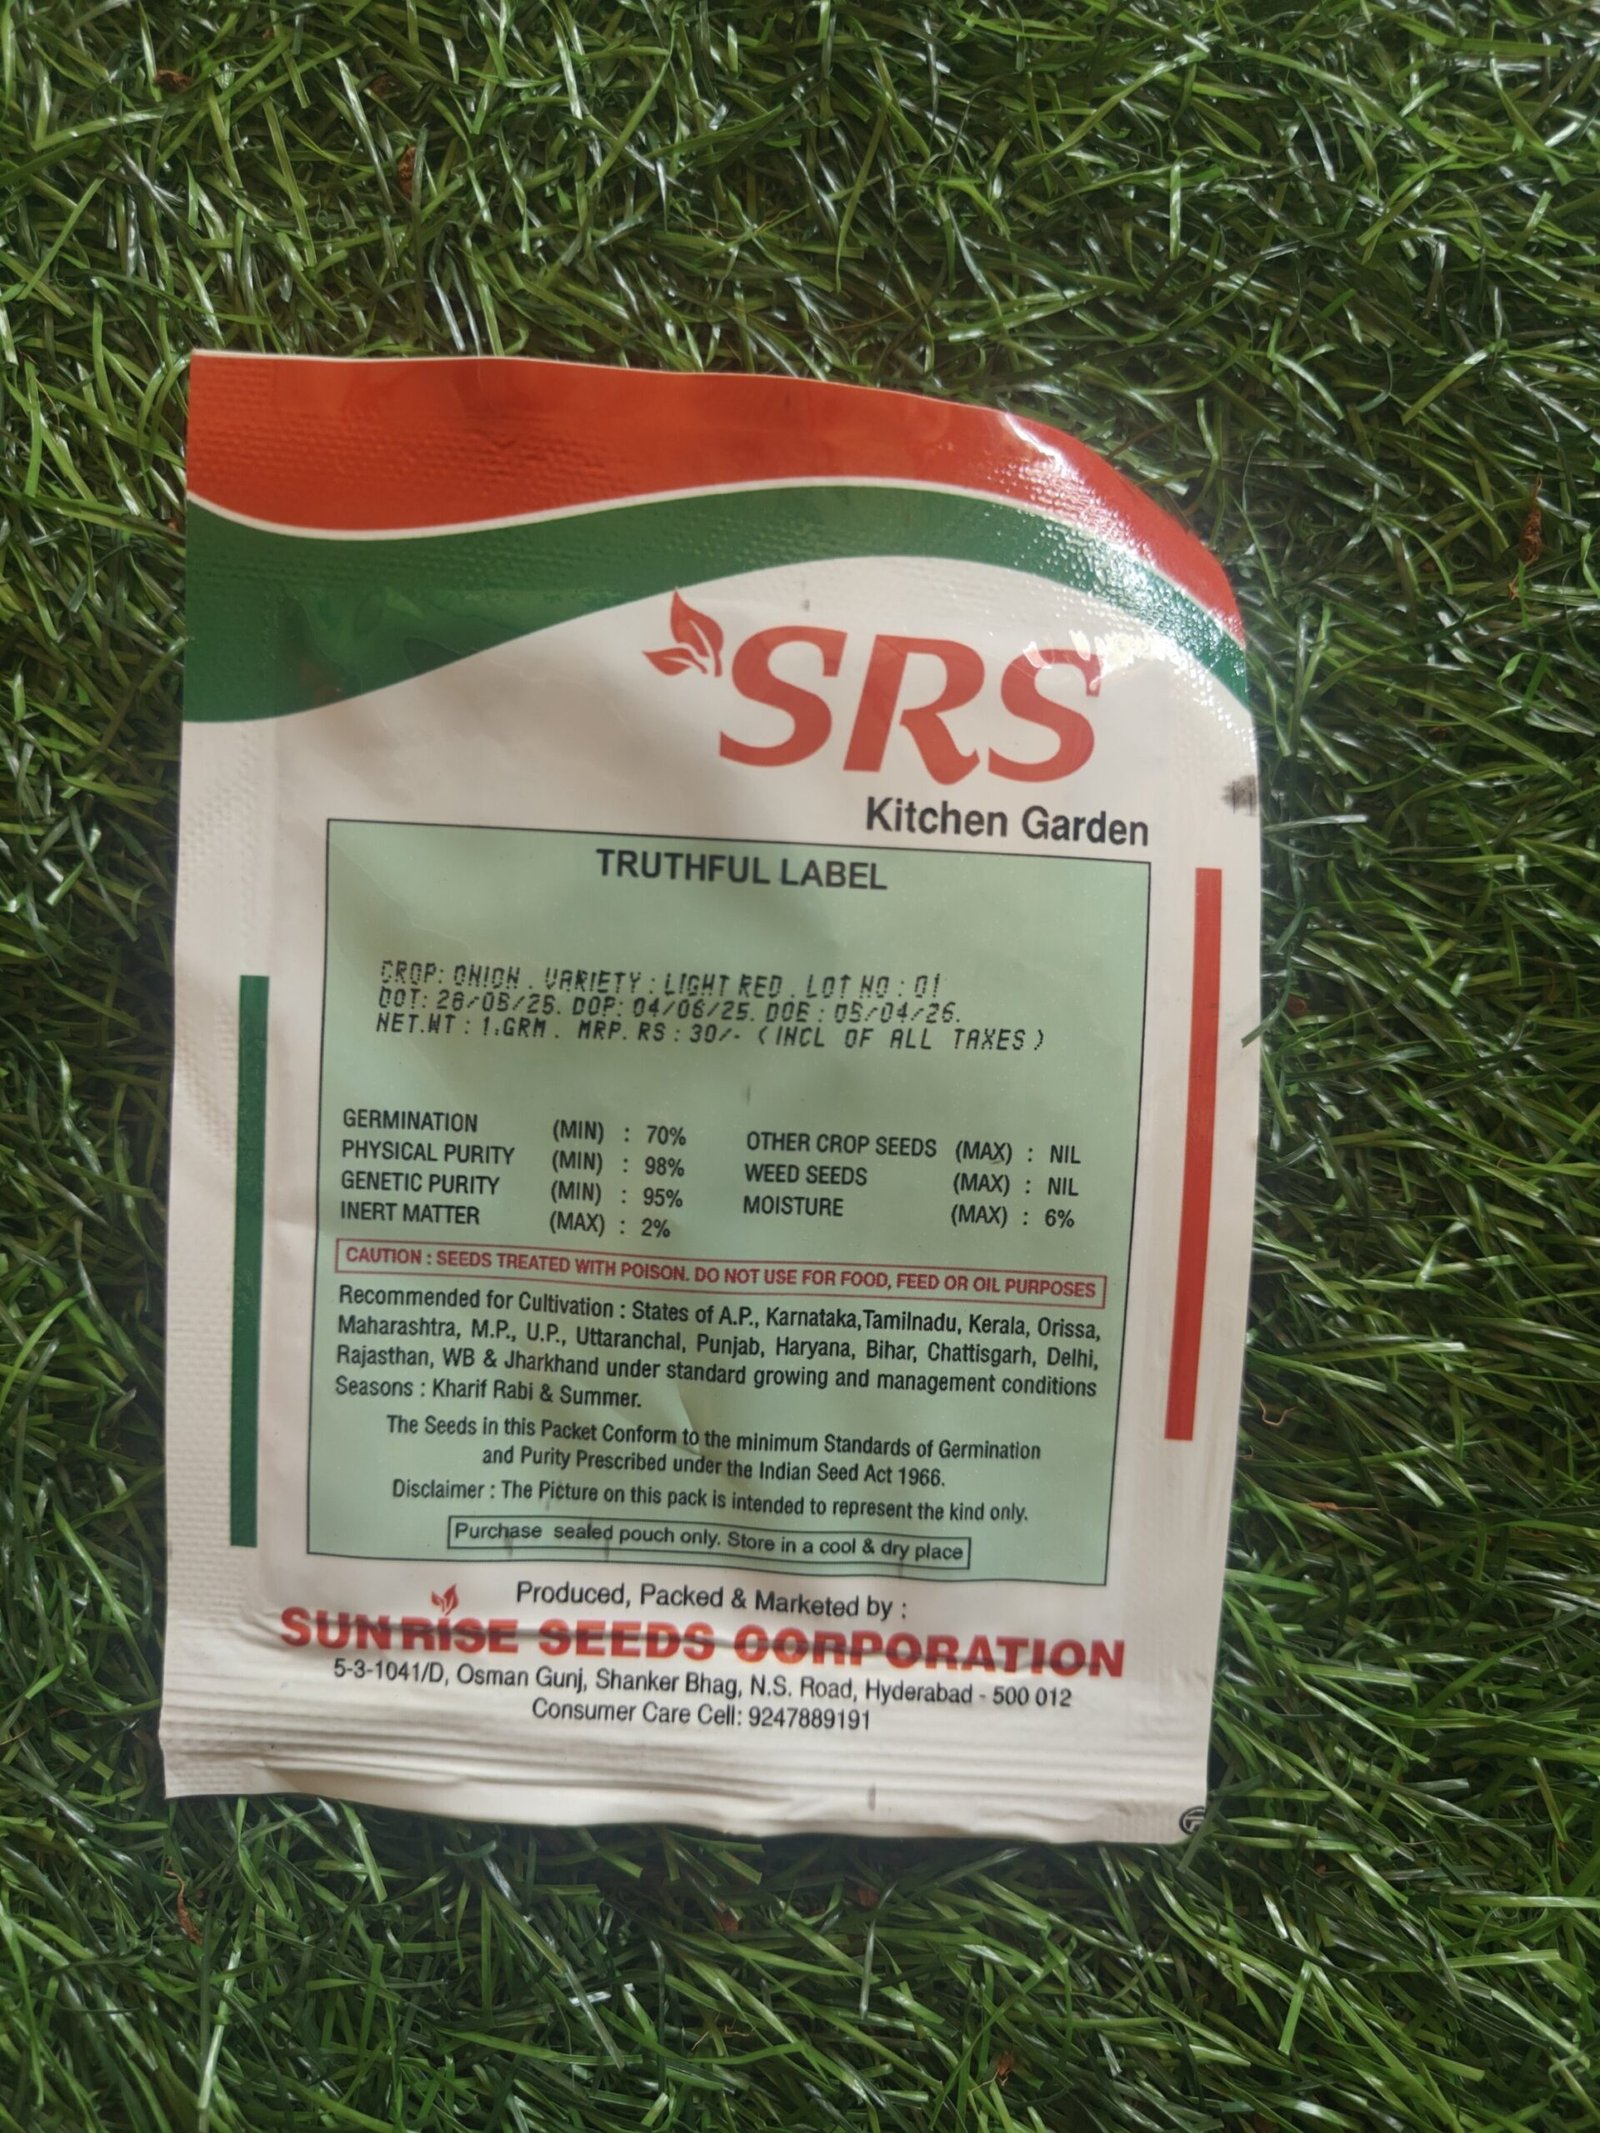 SRS
Kitchen Garden
TRUTHFUL LABEL
CROP: ONION . VARIETY : LIGHT RED . LOT NO : 01
DOT: 26/05/25. DOP: 04/06/25. DOE : 05/04/26.
NET.WT : 1.GRM . MRP. RS : 30/- (INCL OF ALL TAXES)
GERMINATION (MIN) : 70%
PHYSICAL PURITY (MIN) : 98%
GENETIC PURITY (MIN) : 95%
INERT MATTER (MAX) : 2%
OTHER CROP SEEDS (MAX) : NIL
WEED SEEDS (MAX) : NIL
MOISTURE (MAX) : 6%
CAUTION : SEEDS TREATED WITH POISON. DO NOT USE FOR FOOD, FEED OR OIL PURPOSES
Recommended for Cultivation : States of A.P., Karnataka,Tamilnadu, Kerala, Orissa,
Maharashtra, M.P., U.P., Uttaranchal, Punjab, Haryana, Bihar, Chattisgarh, Delhi,
Rajasthan, WB & Jharkhand under standard growing and management conditions
Seasons : Kharif Rabi & Summer.
The Seeds in this Packet Conform to the minimum Standards of Germination
and Purity Prescribed under the Indian Seed Act 1966.
Disclaimer : The Picture on this pack is intended to represent the kind only.
Purchase sealed pouch only. Store in a cool & dry place
Produced, Packed & Marketed by :
SUNRISE SEEDS CORPORATION
5-3-1041/D, Osman Gunj, Shanker Bhag, N.S. Road, Hyderabad - 500 012
Consumer Care Cell: 9247889191